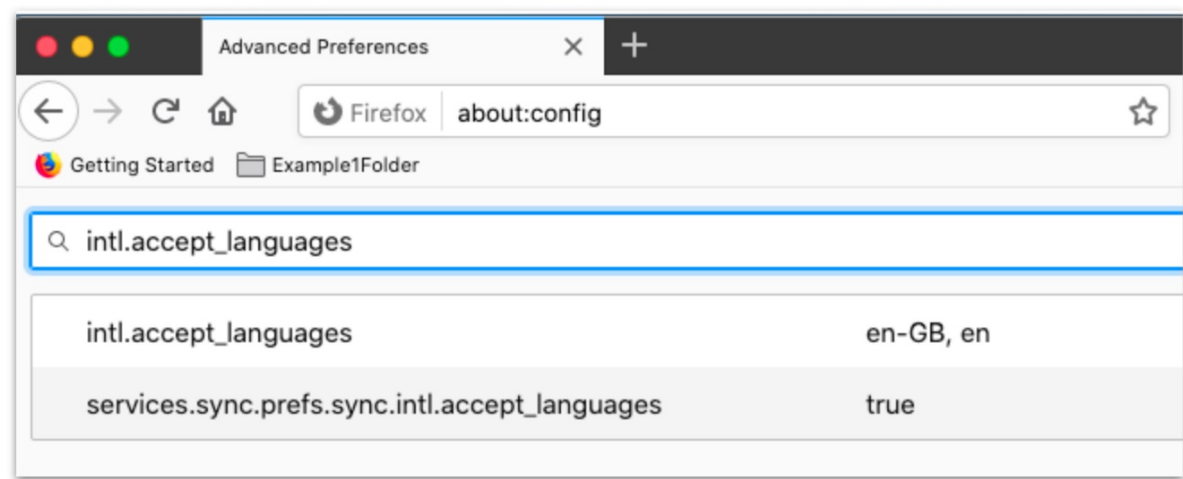 Advanced Preferences
Firefox about:config
Getting Started Example1Folder
intl.accept_languages
intl.accept_languages en-GB, en
services.sync.prefs.sync.intl.accept_languages true